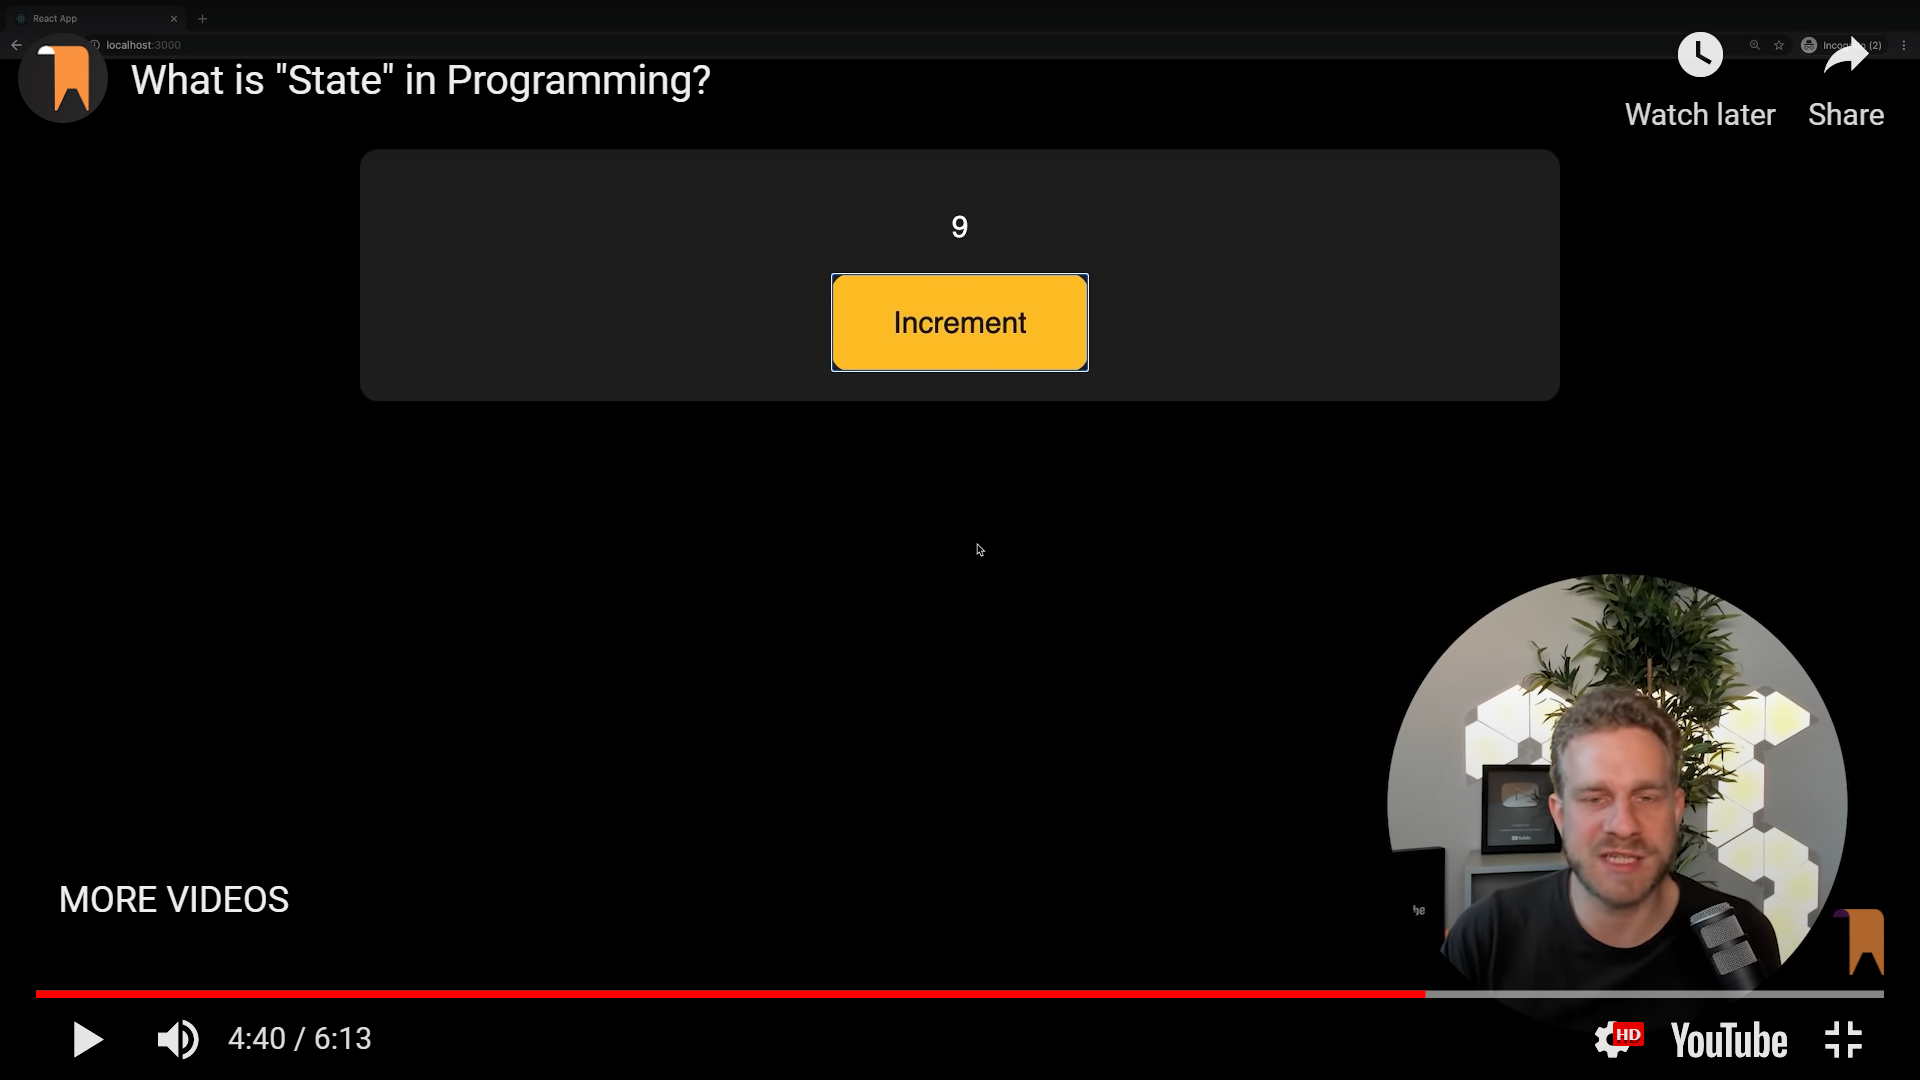 React App
localhost:3000
What is "State" in Programming?
Watch later
Share
9
Increment
MORE VIDEOS
4:40 / 6:13
HD
YouTube